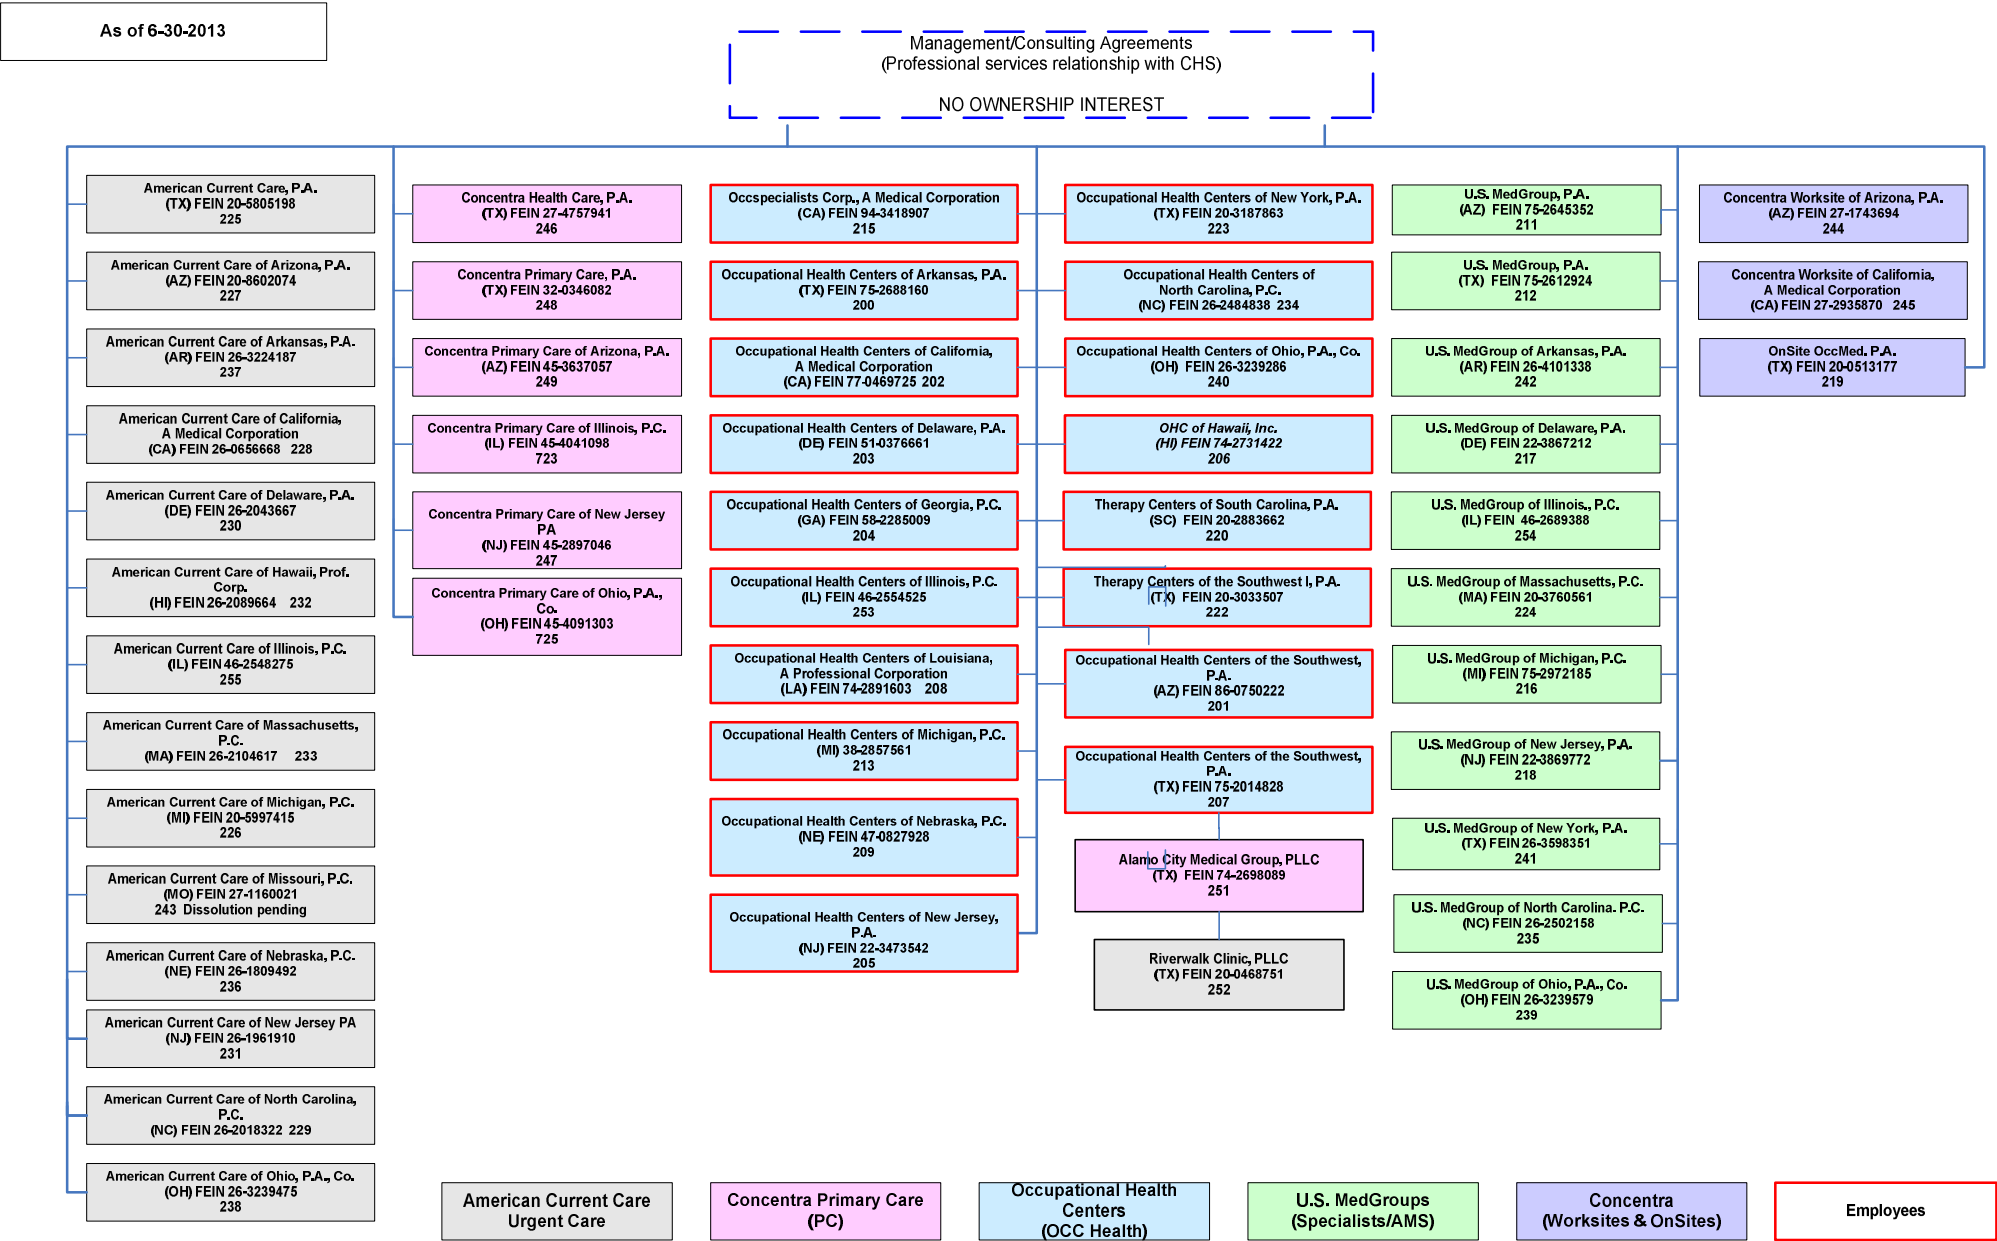 As of 6-30-2013
Management/Consulting Agreements
(Professional services relationship with CHS)
NO OWNERSHIP INTEREST
American Current Care, P.A.
(TX) FEIN 20-5805198
225
American Current Care of Arizona, P.A.
(AZ) FEIN 20-8602074
227
American Current Care of Arkansas, P.A.
(AR) FEIN 26-3224187
237
American Current Care of California,
A Medical Corporation
(CA) FEIN 26-0656668 228
American Current Care of Delaware, P.A.
(DE) FEIN 26-2043667
230
American Current Care of Hawaii, Prof.
Corp.
(HI) FEIN 26-2089664 232
American Current Care of Illinois, P.C.
(IL) FEIN 46-2548275
255
American Current Care of Massachusetts,
P.C.
(MA) FEIN 26-2104617 233
American Current Care of Michigan, P.C.
(MI) FEIN 20-5997415
226
American Current Care of Missouri, P.C.
(MO) FEIN 27-1160021
243 Dissolution pending
American Current Care of Nebraska, P.C.
(NE) FEIN 26-1809492
236
American Current Care of New Jersey PA
(NJ) FEIN 26-1961910
231
American Current Care of North Carolina,
P.C.
(NC) FEIN 26-2018322 229
American Current Care of Ohio, P.A., Co.
(OH) FEIN 26-3239475
238
Concentra Health Care, P.A.
(TX) FEIN 27-4757941
246
Concentra Primary Care, P.A.
(TX) FEIN 32-0346082
248
Concentra Primary Care of Arizona, P.A.
(AZ) FEIN 45-3637057
249
Concentra Primary Care of Illinois, P.C.
(IL) FEIN 45-4041098
723
Concentra Primary Care of New Jersey
PA
(NJ) FEIN 45-2897046
247
Concentra Primary Care of Ohio, P.A.,
Co.
(OH) FEIN 45-4091303
725
Occspecialists Corp., A Medical Corporation
(CA) FEIN 94-3418907
215
Occupational Health Centers of Arkansas, P.A.
(TX) FEIN 75-2688160
200
Occupational Health Centers of California,
A Medical Corporation
(CA) FEIN 77-0469725 202
Occupational Health Centers of Delaware, P.A.
(DE) FEIN 51-0376661
203
Occupational Health Centers of Georgia, P.C.
(GA) FEIN 58-2285009
204
Occupational Health Centers of Illinois, P.C.
(IL) FEIN 46-2554525
253
Occupational Health Centers of Louisiana,
A Professional Corporation
(LA) FEIN 74-2891603 208
Occupational Health Centers of Michigan, P.C.
(MI) 38-2857561
213
Occupational Health Centers of Nebraska, P.C.
(NE) FEIN 47-0827928
209
Occupational Health Centers of New Jersey,
P.A.
(NJ) FEIN 22-3473542
205
Occupational Health Centers of New York, P.A.
(TX) FEIN 20-3187863
223
Occupational Health Centers of
North Carolina, P.C.
(NC) FEIN 26-2484838 234
Occupational Health Centers of Ohio, P.A., Co.
(OH) FEIN 26-3239286
240
OHC of Hawaii, Inc.
(HI) FEIN 74-2731422
206
Therapy Centers of South Carolina, P.A.
(SC) FEIN 20-2883662
220
Therapy Centers of the Southwest I, P.A.
(TX) FEIN 20-3033507
222
Occupational Health Centers of the Southwest,
P.A.
(AZ) FEIN 86-0750222
201
Occupational Health Centers of the Southwest,
P.A.
(TX) FEIN 75-2014828
207
Alamo City Medical Group, PLLC
(TX) FEIN 74-2698089
251
Riverwalk Clinic, PLLC
(TX) FEIN 20-0468751
252
U.S. MedGroup, P.A.
(AZ) FEIN 75-2645352
211
U.S. MedGroup, P.A.
(TX) FEIN 75-2612924
212
U.S. MedGroup of Arkansas, P.A.
(AR) FEIN 26-4101338
242
U.S. MedGroup of Delaware, P.A.
(DE) FEIN 22-3867212
217
U.S. MedGroup of Illinois., P.C.
(IL) FEIN 46-2689388
254
U.S. MedGroup of Massachusetts, P.C.
(MA) FEIN 20-3760561
224
U.S. MedGroup of Michigan, P.C.
(MI) FEIN 75-2972185
216
U.S. MedGroup of New Jersey, P.A.
(NJ) FEIN 22-3869772
218
U.S. MedGroup of New York, P.A.
(TX) FEIN 26-3598351
241
U.S. MedGroup of North Carolina. P.C.
(NC) FEIN 26-2502158
235
U.S. MedGroup of Ohio, P.A., Co.
(OH) FEIN 26-3239579
239
Concentra Worksite of Arizona, P.A.
(AZ) FEIN 27-1743694
244
Concentra Worksite of California,
A Medical Corporation
(CA) FEIN 27-2935870 245
OnSite OccMed. P.A.
(TX) FEIN 20-0513177
219
American Current Care
Urgent Care
Concentra Primary Care
(PC)
Occupational Health
Centers
(OCC Health)
U.S. MedGroups
(Specialists/AMS)
Concentra
(Worksites & OnSites)
Employees